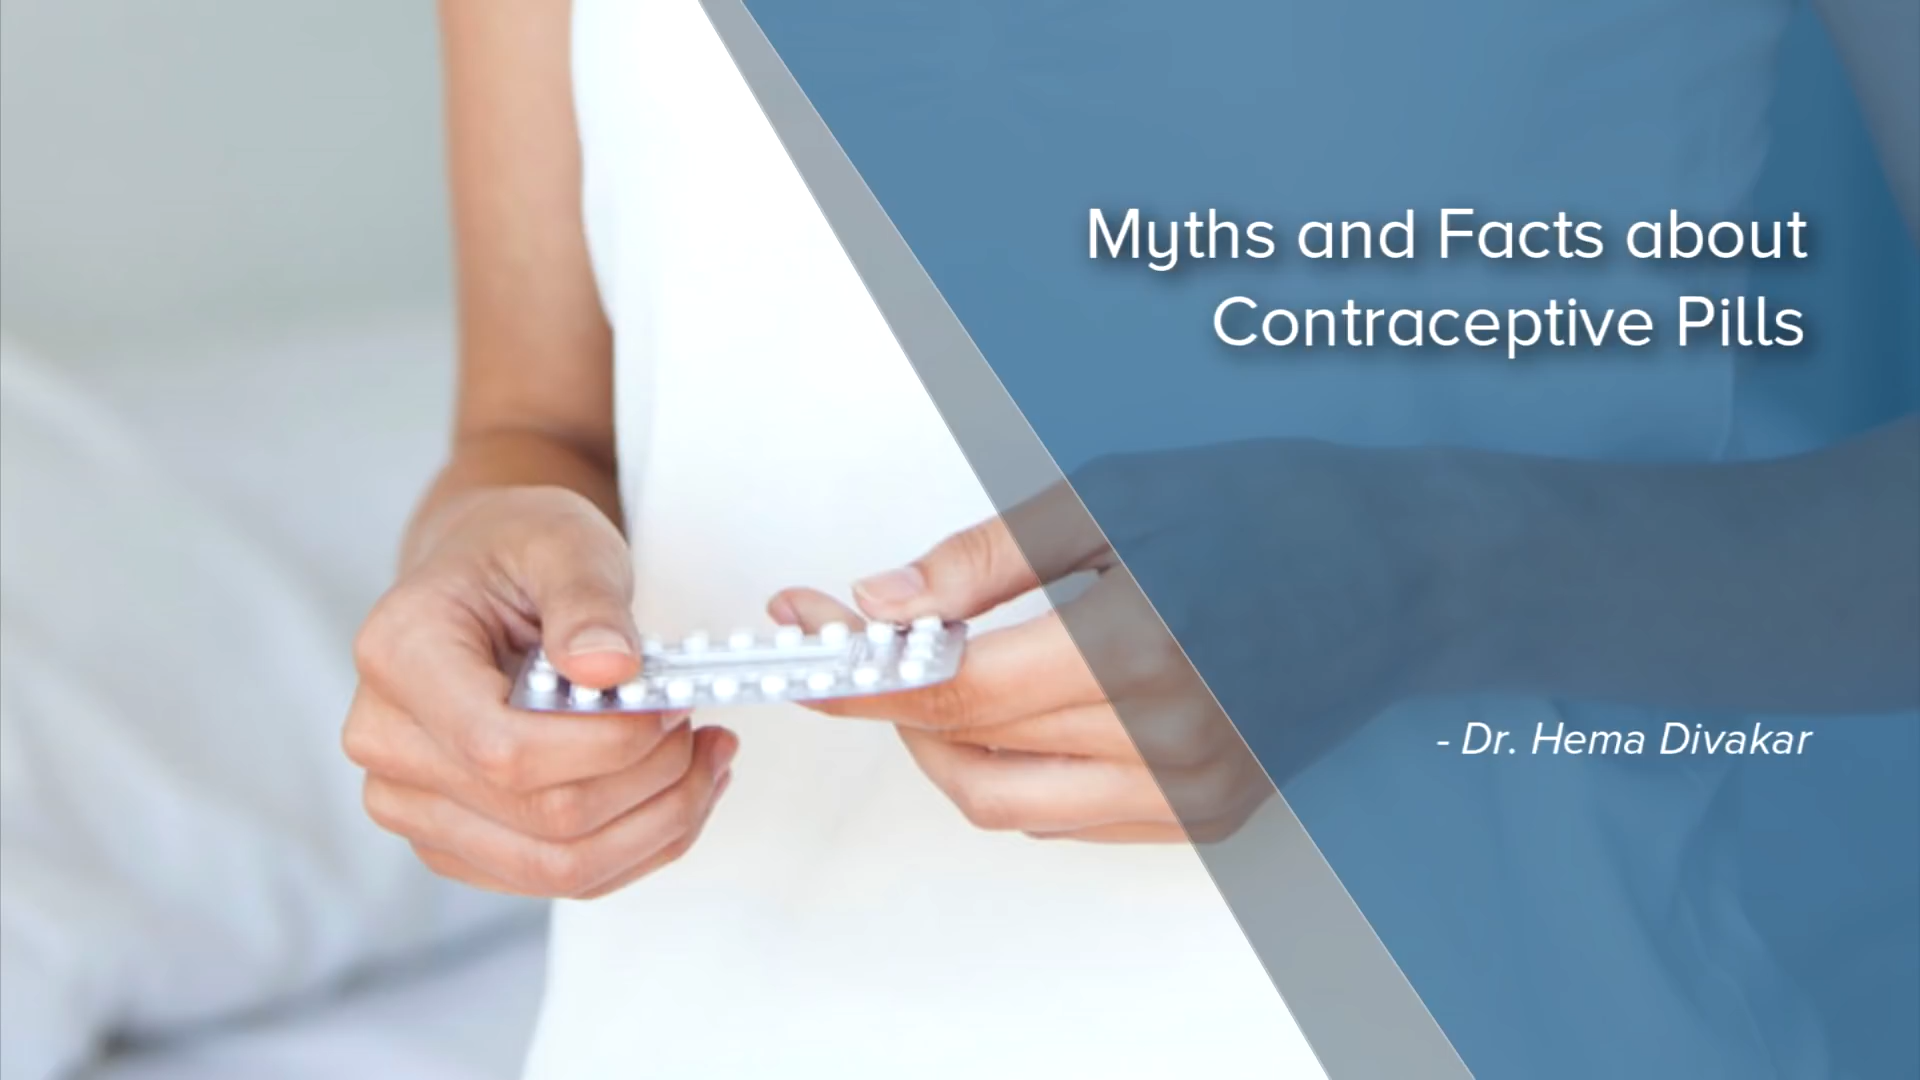 Myths and Facts about
Contraceptive Pills
- Dr. Hema Divakar